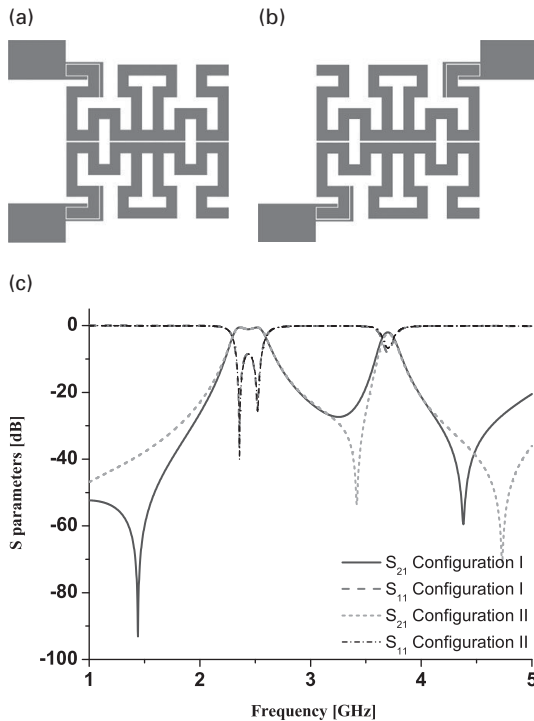 (a)
(b)
(c)
0
-20
-40
-60
-80
-100
S parameters [dB]
S21 Configuration I
S11 Configuration I
S21 Configuration II
S11 Configuration II
1 2 3 4 5
Frequency [GHz]